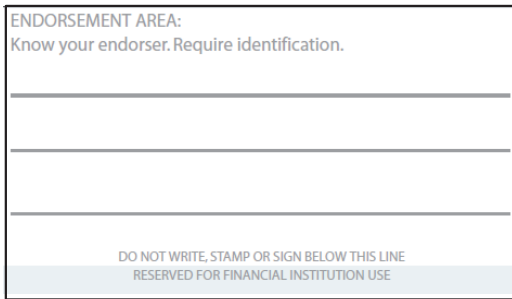 ENDORSEMENT AREA:
Know your endorser. Require identification.
DO NOT WRITE, STAMP OR SIGN BELOW THIS LINE
RESERVED FOR FINANCIAL INSTITUTION USE